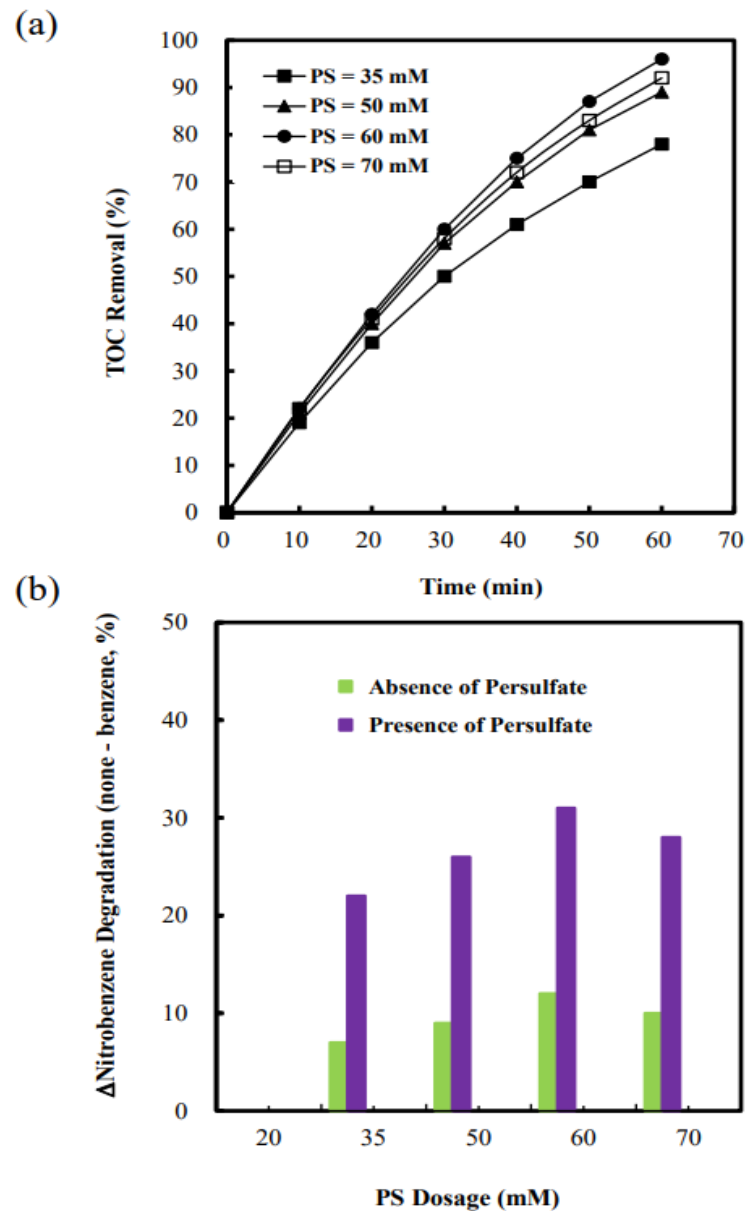 (a)
100
90
80
70
60
50
40
30
20
10
0
TOC Removal (%)
PS = 35 mM
PS = 50 mM
PS = 60 mM
PS = 70 mM
0 10 20 30 40 50 60 70
Time (min)
(b)
50
40
30
20
10
0
ΔNitrobenzene Degradation (none - benzene, %)
Absence of Persulfate
Presence of Persulfate
20 35 50 60 70
PS Dosage (mM)